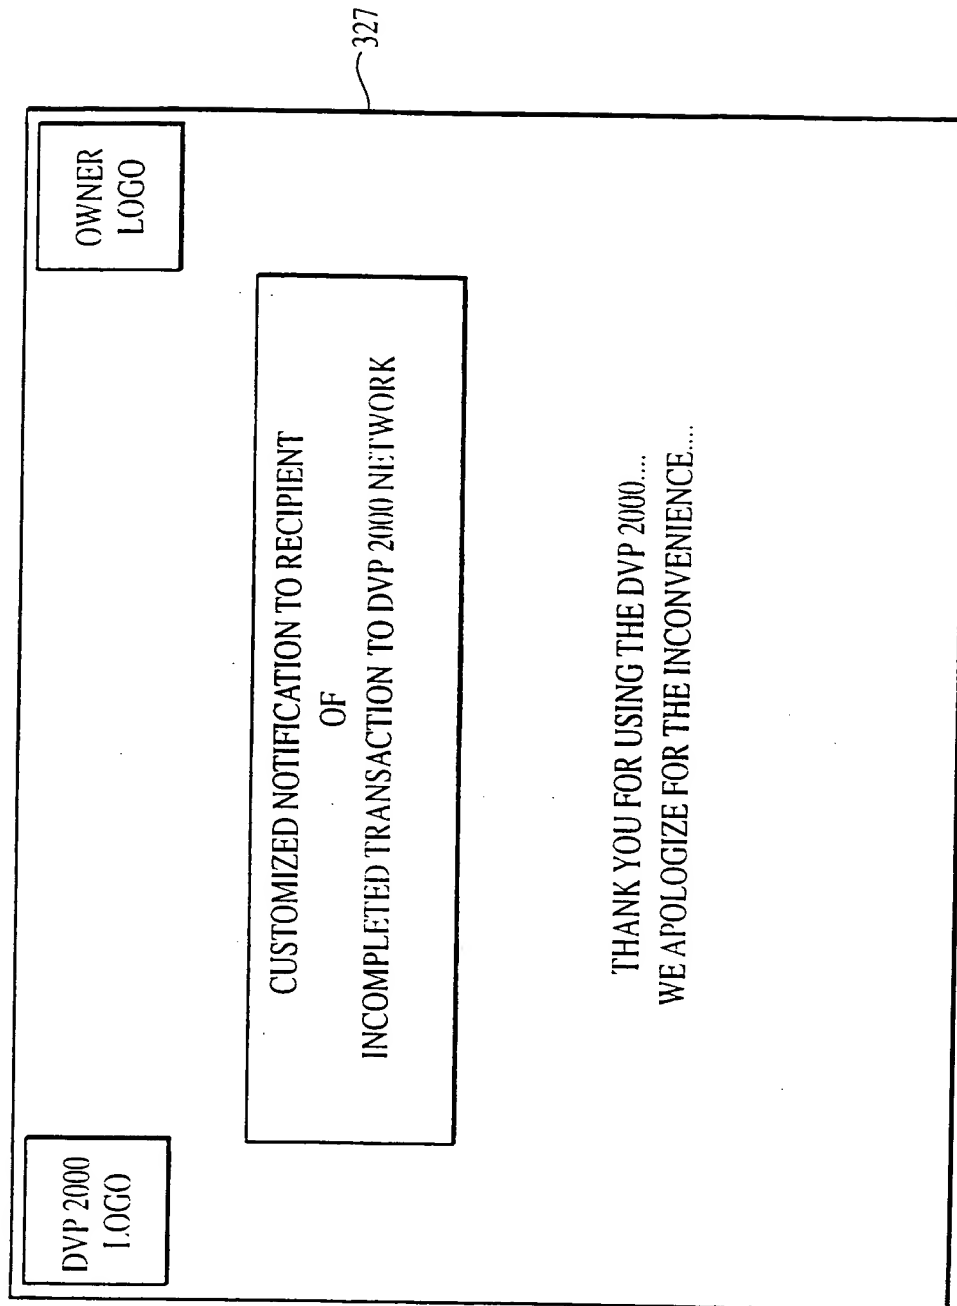 DVP 2000
LOGO
OWNER
LOGO
CUSTOMIZED NOTIFICATION TO RECIPIENT
OF
INCOMPLETED TRANSACTION TO DVP 2000 NETWORK
THANK YOU FOR USING THE DVP 2000....
WE APOLOGIZE FOR THE INCONVENIENCE....
327